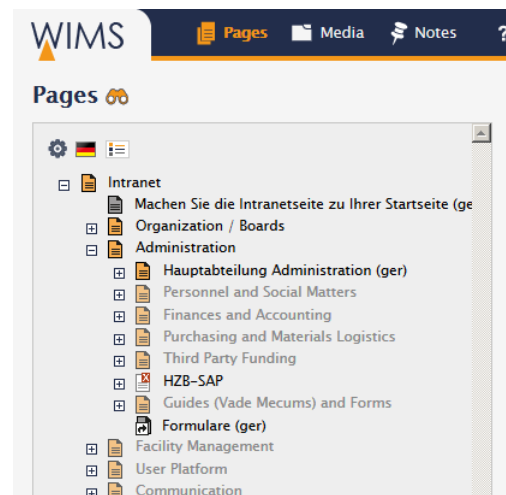 WIMS
Pages
Media
Notes
?
Pages
Intranet
Machen Sie die Intranetseite zu Ihrer Startseite (ge
Organization / Boards
Administration
Hauptabteilung Administration (ger)
Personnel and Social Matters
Finances and Accounting
Purchasing and Materials Logistics
Third Party Funding
HZB-SAP
Guides (Vade Mecums) and Forms
Formulare (ger)
Facility Management
User Platform
Communication